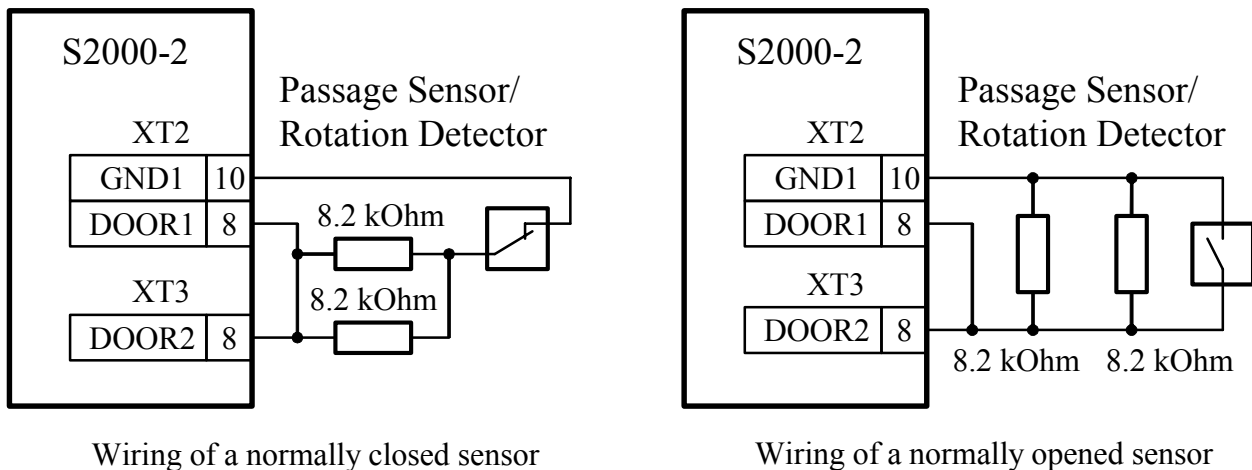 S2000-2
Passage Sensor/
Rotation Detector
XT2
GND1 10
DOOR1 8
8.2 kOhm
XT3
8.2 kOhm
DOOR2 8
Wiring of a normally closed sensor
S2000-2
Passage Sensor/
Rotation Detector
XT2
GND1 10
DOOR1 8
XT3
DOOR2 8
8.2 kOhm 8.2 kOhm
Wiring of a normally opened sensor